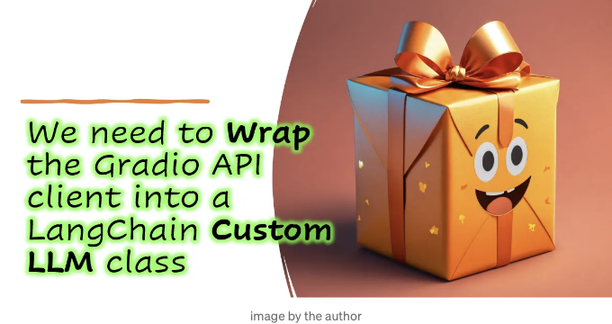 We need to Wrap
the Gradio API
client into a
LangChain Custom
LLM class
image by the author